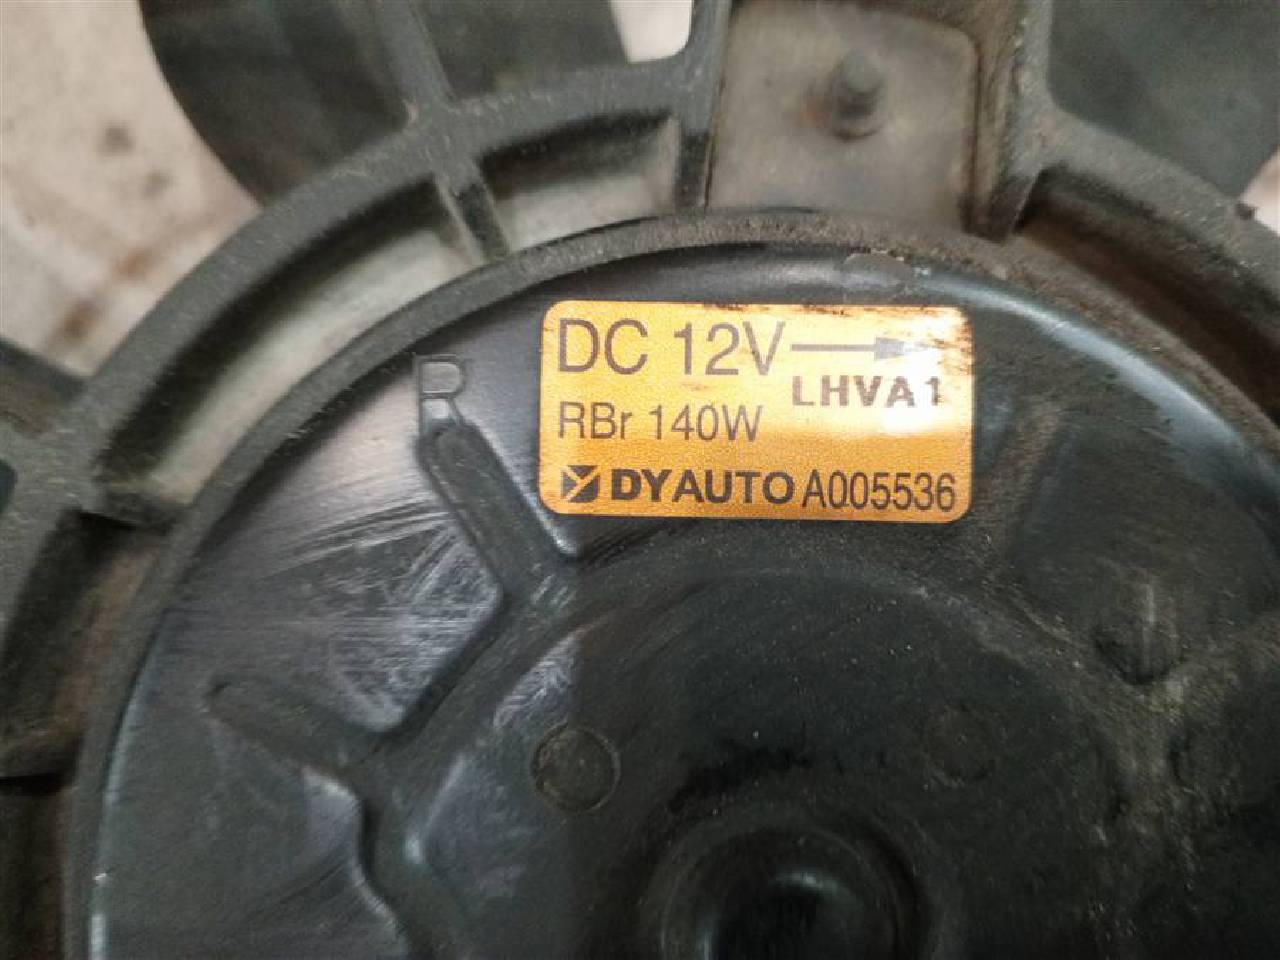 R
DC 12V
LHVA1
RBr 140W
DYAUTO A005536